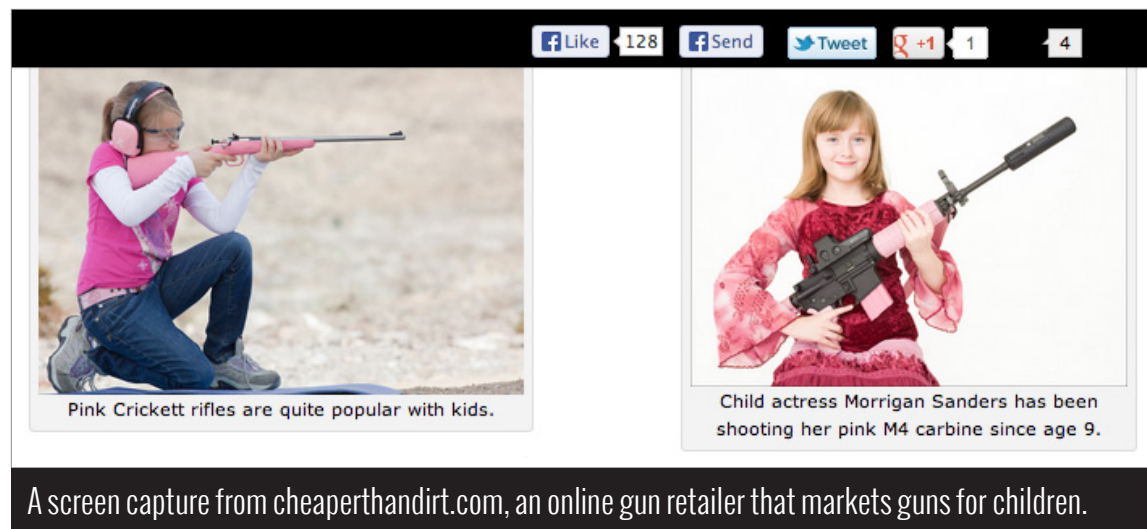 Like 128 Send Tweet +1 1 4
Pink Crickett rifles are quite popular with kids.
Child actress Morrigan Sanders has been
shooting her pink M4 carbine since age 9.
A screen capture from cheaperthandirt.com, an online gun retailer that markets guns for children.